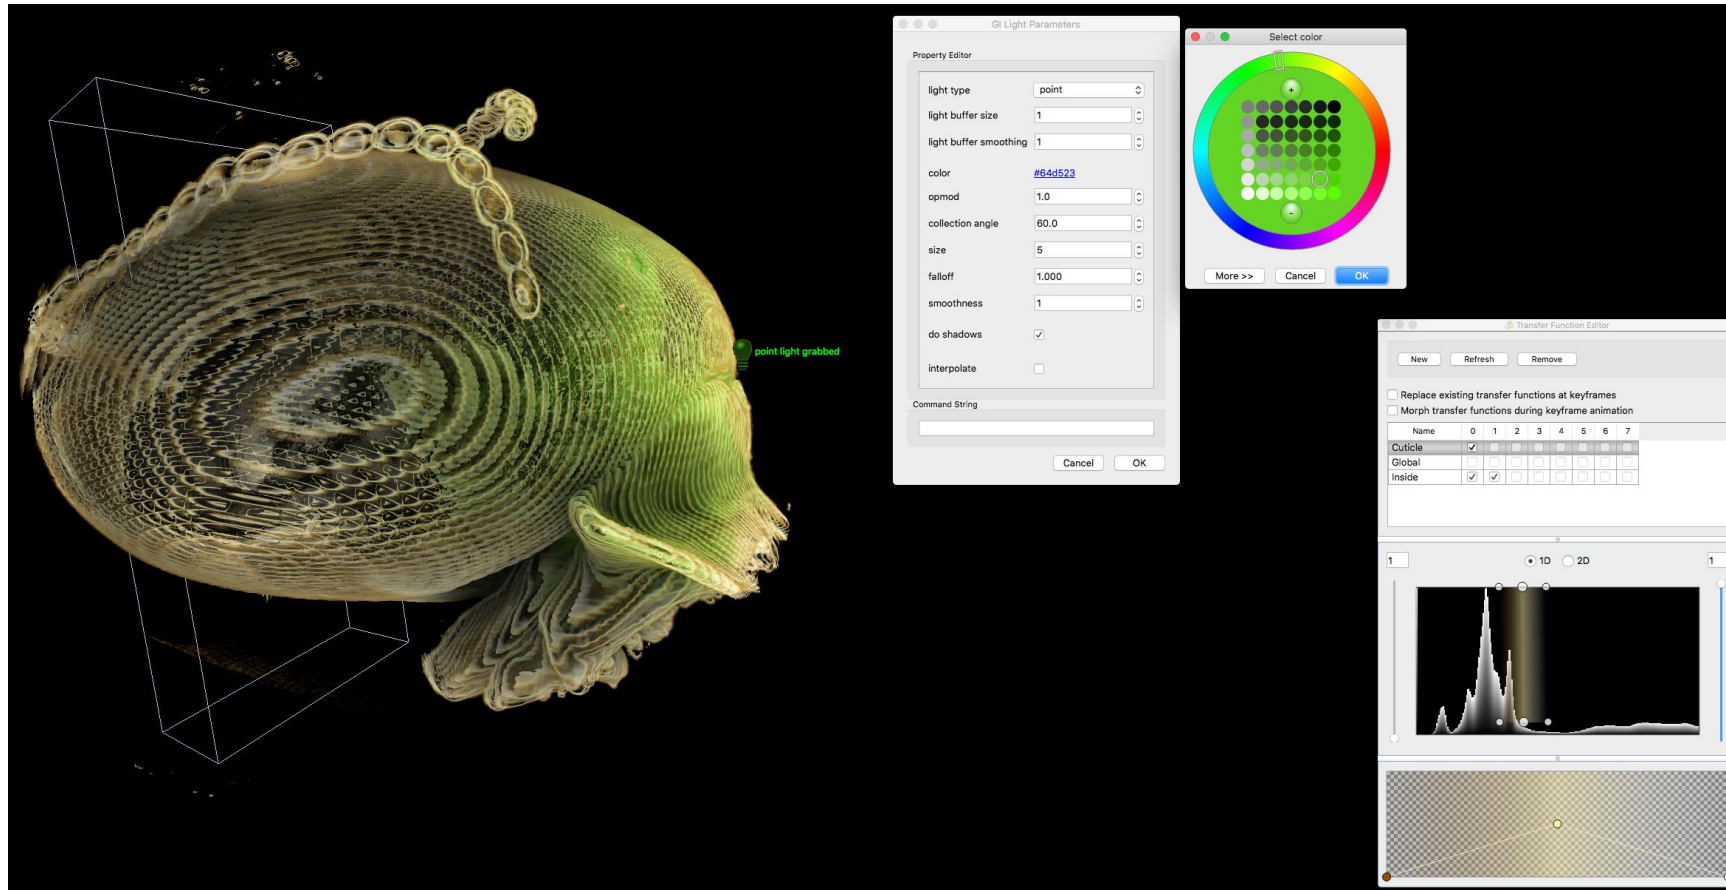 point light grabbed
GI Light Parameters
Property Editor
light type point
light buffer size 1
light buffer smoothing 1
color #64d523
opmod 1.0
collection angle 60.0
size 5
falloff 1.000
smoothness 1
do shadows
interpolate
Command String
Cancel OK
Select color
+
-
More >> Cancel OK
Transfer Function Editor
New Refresh Remove
Replace existing transfer functions at keyframes
Morph transfer functions during keyframe animation
Name 0 1 2 3 4 5 6 7
Cuticle
Global
Inside
1 1D 2D 1